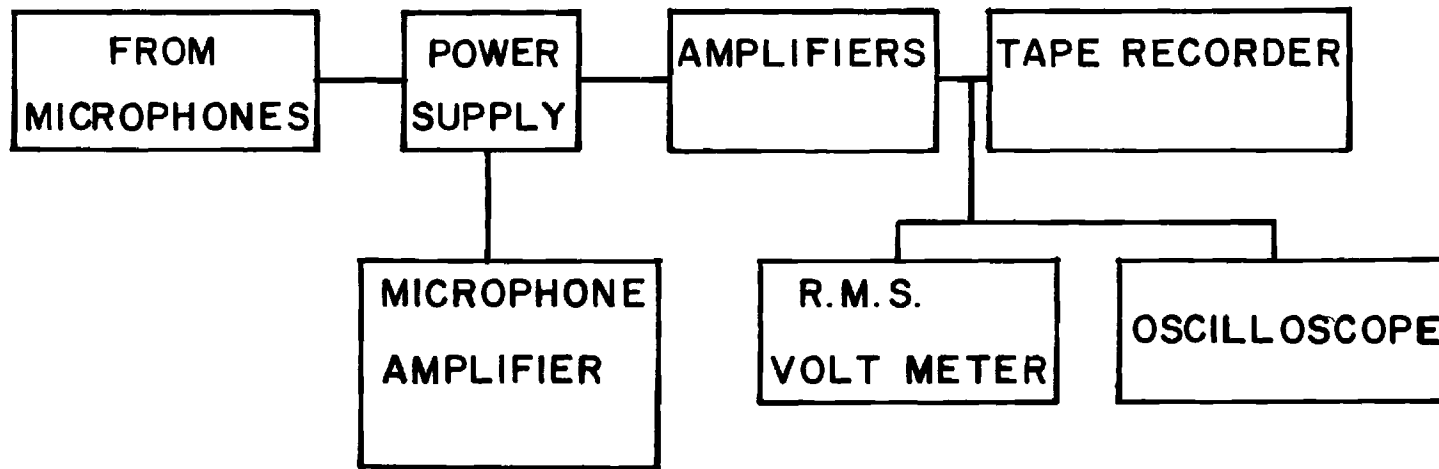 FROM
MICROPHONES
POWER
SUPPLY
AMPLIFIERS
TAPE RECORDER
MICROPHONE
AMPLIFIER
R.M.S.
VOLT METER
OSCILLOSCOPE